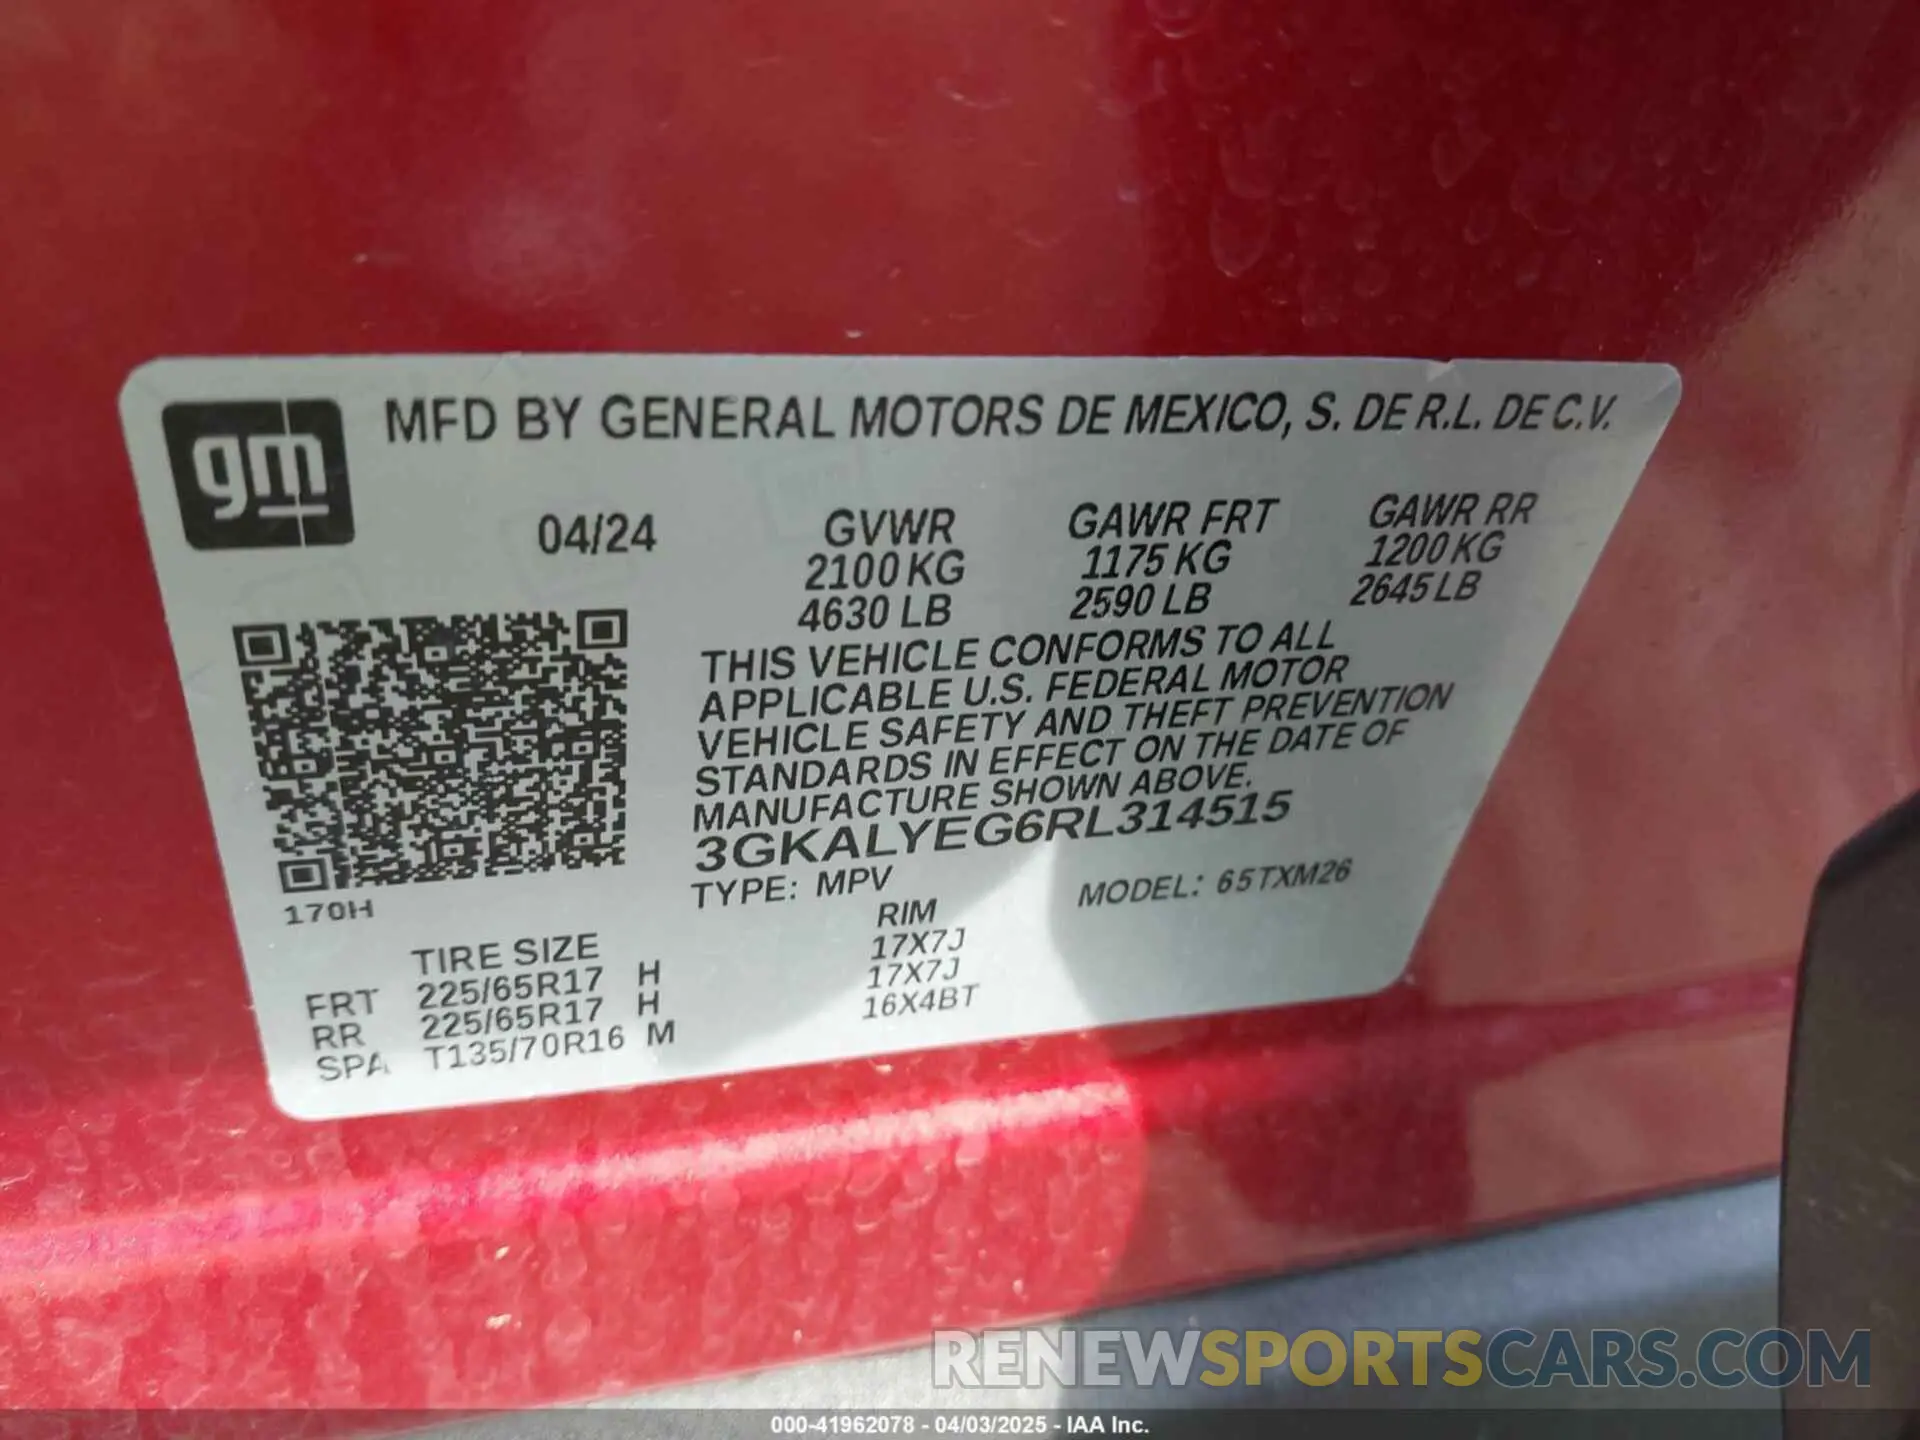 gm
MFD BY GENERAL MOTORS DE MEXICO, S. DE R.L. DE C.V.
04/24
GVWR
2100 KG
4630 LB
GAWR FRT
1175 KG
2590 LB
GAWR RR
1200 KG
2645 LB
THIS VEHICLE CONFORMS TO ALL
APPLICABLE U.S. FEDERAL MOTOR
VEHICLE SAFETY AND THEFT PREVENTION
STANDARDS IN EFFECT ON THE DATE OF
MANUFACTURE SHOWN ABOVE.
3GKALYEG6RL314515
TYPE: MPV
MODEL: 65TXM26
170H
TIRE SIZE RIM
FRT 225/65R17 H 17X7J
RR 225/65R17 H 17X7J
SPA T135/70R16 M 16X4BT
RENEWSPORTSCARS.COM
000-41962078 - 04/03/2025 - IAA Inc.